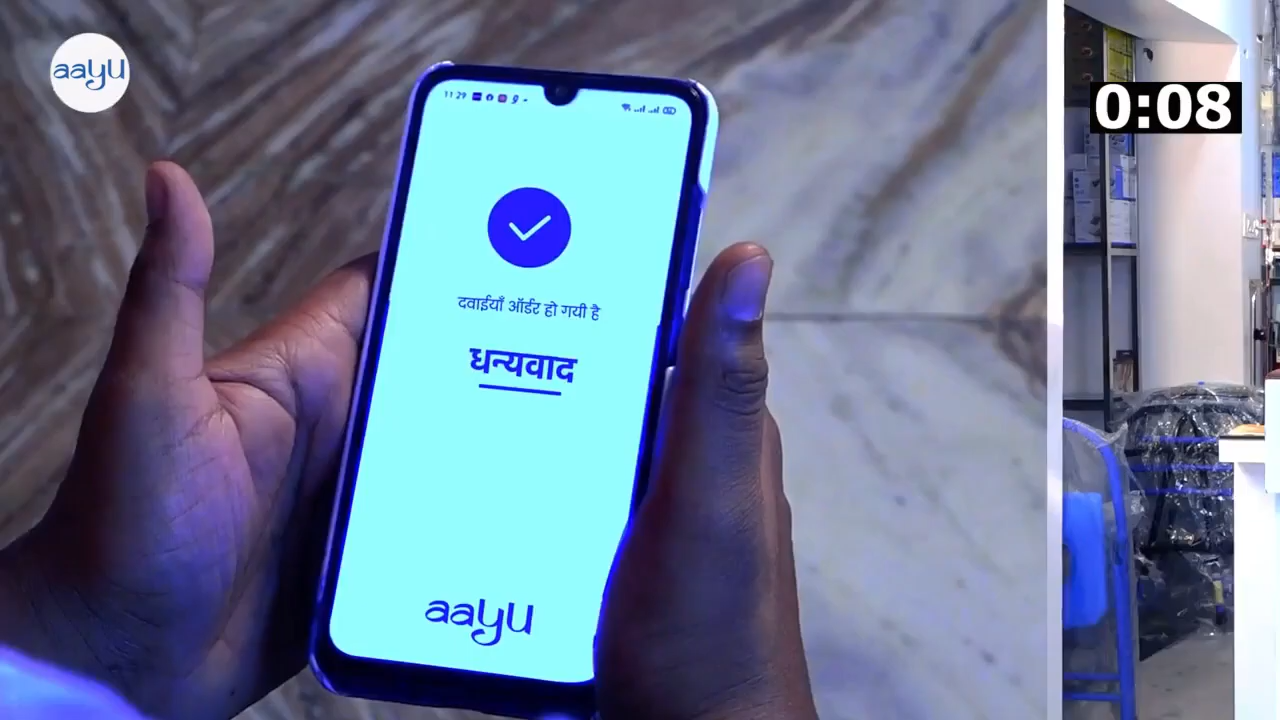 aayu
11:29
दवाईयाँ ऑर्डर हो गयी है
धन्यवाद
aayu
0:08